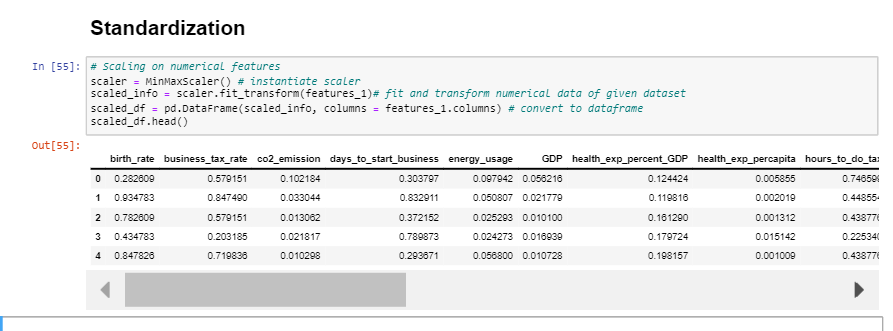 Standardization
In [55]: # Scaling on numerical features
scaler = MinMaxScaler() # instantiate scaler
scaled_info = scaler.fit_transform(features_1)# fit and transform numerical data of given dataset
scaled_df = pd.DataFrame(scaled_info, columns = features_1.columns) # convert to dataframe
scaled_df.head()
Out[55]:
birth_rate business_tax_rate co2_emission days_to_start_business energy_usage GDP health_exp_percent_GDP health_exp_percapita hours_to_do_ta
0 0.282609 0.579151 0.102184 0.303797 0.097942 0.056216 0.124424 0.005855 0.74659
1 0.934783 0.847490 0.033044 0.832911 0.050807 0.021779 0.119816 0.002019 0.44855
2 0.782609 0.579151 0.013062 0.372152 0.025293 0.010100 0.161290 0.001312 0.43877
3 0.434783 0.203185 0.021817 0.789873 0.024273 0.016939 0.179724 0.015142 0.22534
4 0.847826 0.719836 0.010298 0.293671 0.056800 0.010728 0.198157 0.001009 0.43877